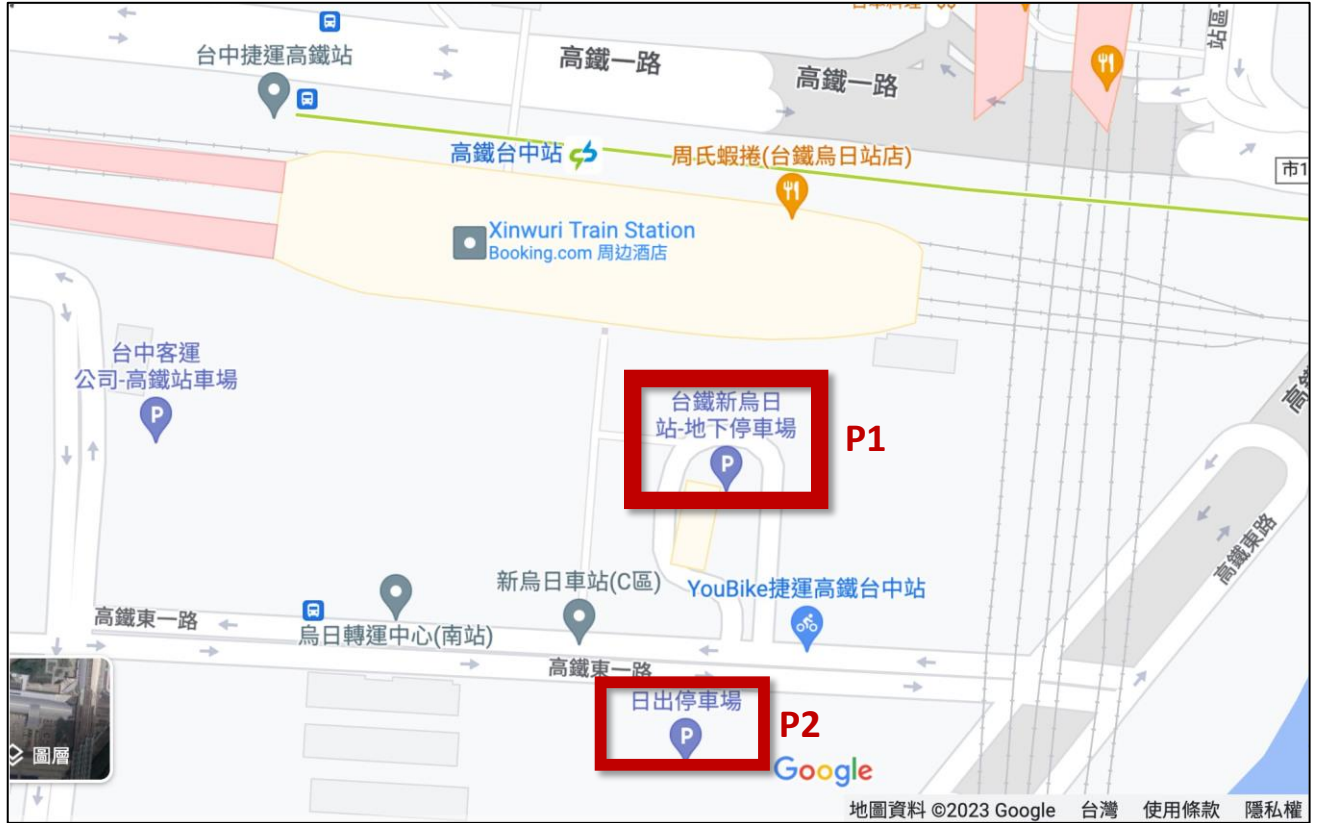 台中捷運高鐵站
高鐵一路
高鐵一路
高鐵台中站
周氏蝦捲(台鐵烏日站店)
市1
Xinwuri Train Station
Booking.com 周边酒店
台中客運
公司-高鐵站車場
P
台鐵新烏日
站-地下停車場
P
P1
高鐵東路
新烏日車站(C區)
YouBike捷運高鐵台中站
高鐵東一路
烏日轉運中心(南站)
高鐵東一路
日出停車場
P
P2
圖層
Google
地圖資料 ©2023 Google 台灣 使用條款 隱私權